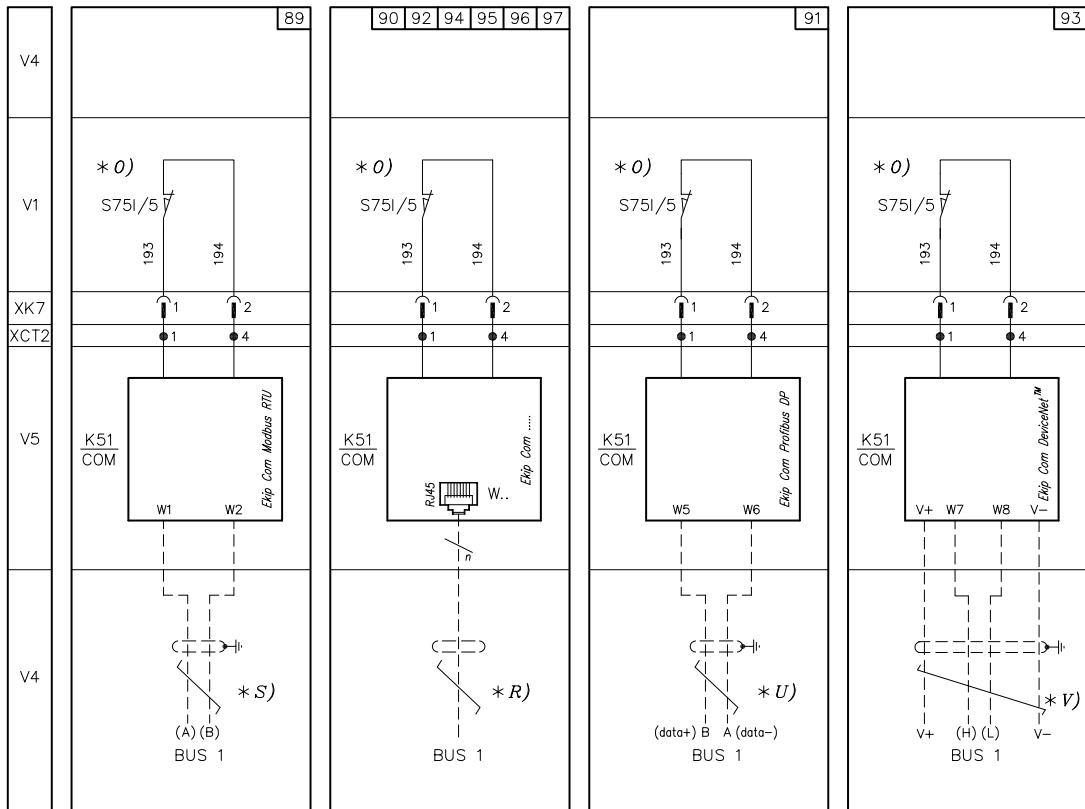 89
90 92 94 95 96 97
91
93
V4
V1
XK7
XCT2
V5
V4
*O)
S75I/5
193
194
1
2
1
4
K51
COM
Ekip Com Modbus RTU
W1
W2
*S)
(A) (B)
BUS 1
*O)
S75I/5
193
194
1
2
1
4
K51
COM
Ekip Com .....
RJ45
W..
n
*R)
BUS 1
*O)
S75I/5
193
194
1
2
1
4
K51
COM
Ekip Com Profibus DP
W5
W6
*U)
(data+) B A (data-)
BUS 1
*O)
S75I/5
193
194
1
2
1
4
K51
COM
Ekip Com DeviceNet™
V+ W7 W8 V-
*V)
V+ (H) (L) V-
BUS 1